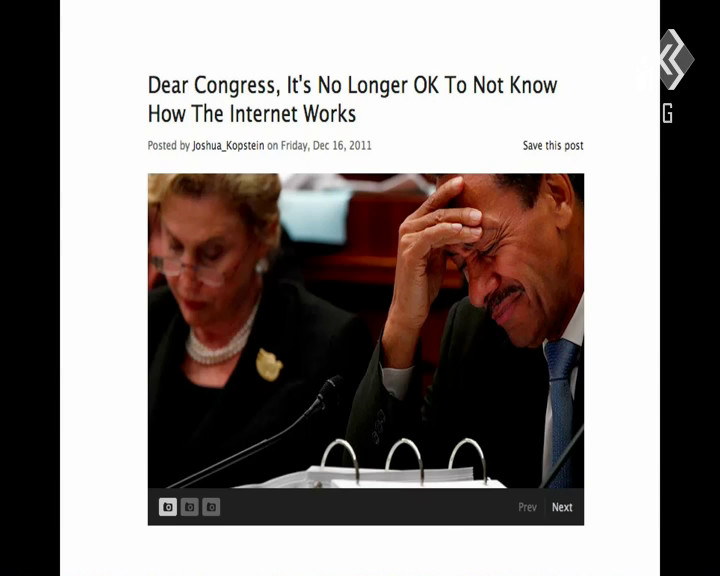 Dear Congress, It's No Longer OK To Not Know
How The Internet Works
Posted by Joshua_Kopstein on Friday, Dec 16, 2011
Save this post
Prev
Next